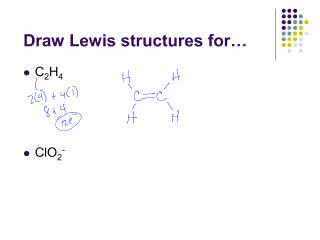 Draw Lewis structures for…
C₂H₄
2(4) + 4(1)
8 + 4
12e⁻
H H
C=C
H H
ClO₂⁻